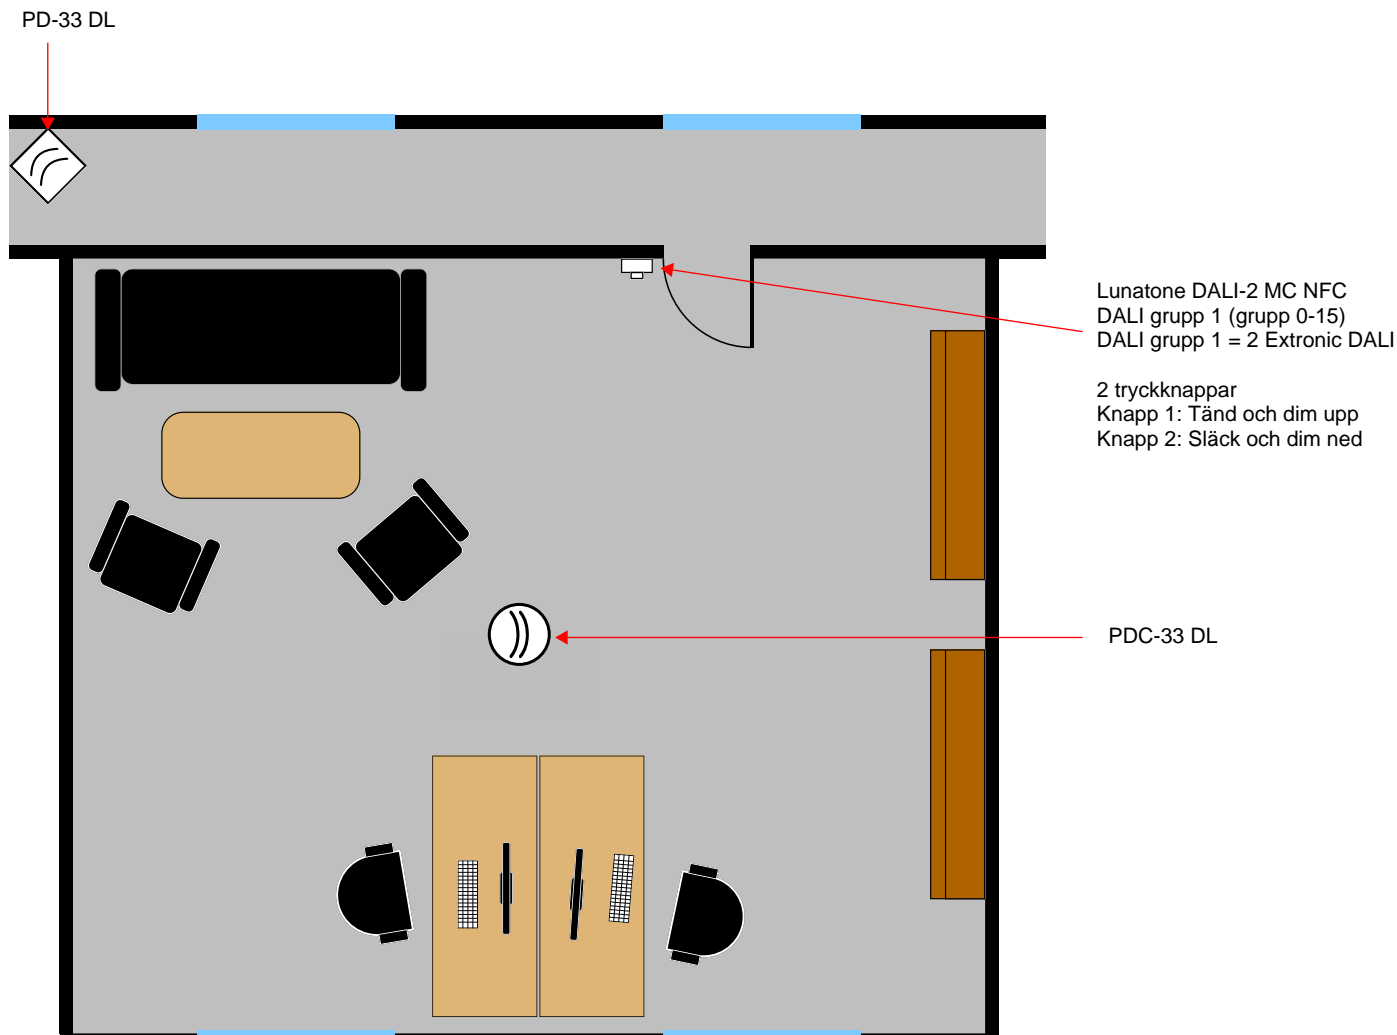 PD-33 DL
Lunatone DALI-2 MC NFC
DALI grupp 1 (grupp 0-15)
DALI grupp 1 = 2 Extronic DALI
2 tryckknappar
Knapp 1: Tänd och dim upp
Knapp 2: Släck och dim ned
PDC-33 DL